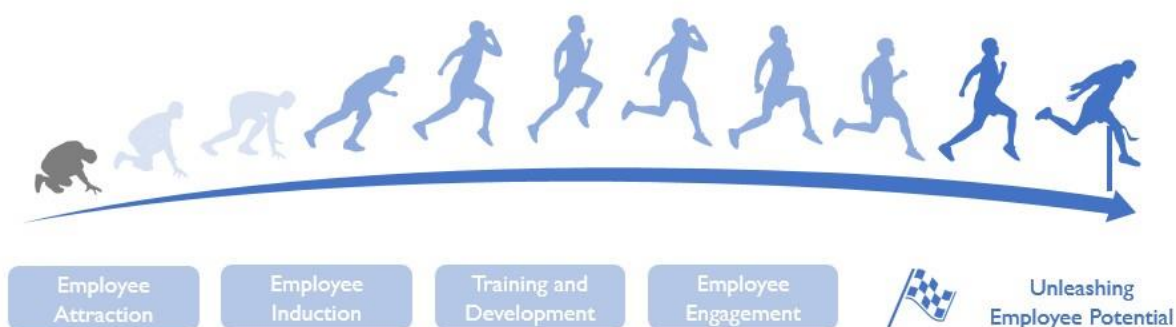 Employee
Attraction
Employee
Induction
Training and
Development
Employee
Engagement
Unleashing
Employee Potential